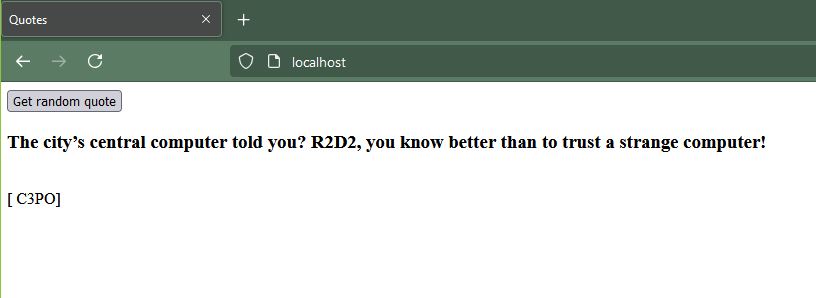 Quotes
localhost
Get random quote
The city’s central computer told you? R2D2, you know better than to trust a strange computer!
[ C3PO]